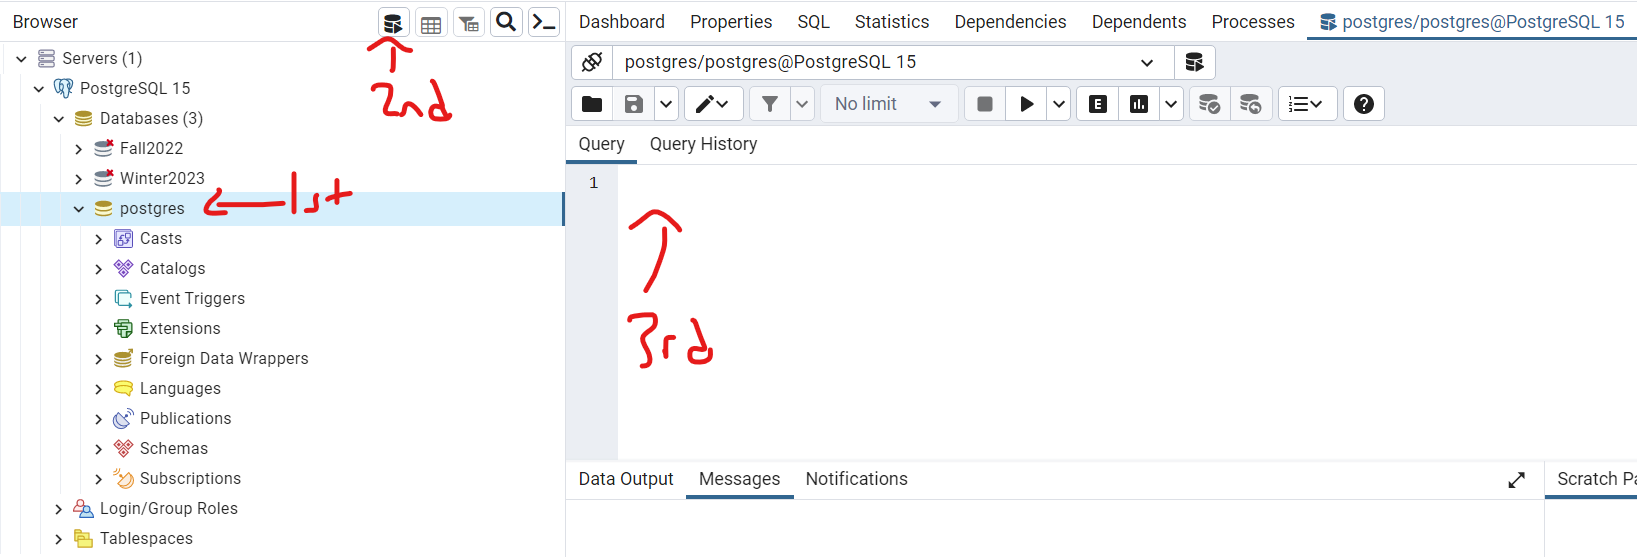 Browser
Dashboard Properties SQL Statistics Dependencies Dependents Processes postgres/postgres@PostgreSQL 15
Servers (1)
PostgreSQL 15
Databases (3)
Fall2022
Winter2023
postgres
Casts
Catalogs
Event Triggers
Extensions
Foreign Data Wrappers
Languages
Publications
Schemas
Subscriptions
Login/Group Roles
Tablespaces
2nd
1st
postgres/postgres@PostgreSQL 15
No limit
E
Query Query History
1
3rd
Data Output Messages Notifications
Scratch Pa